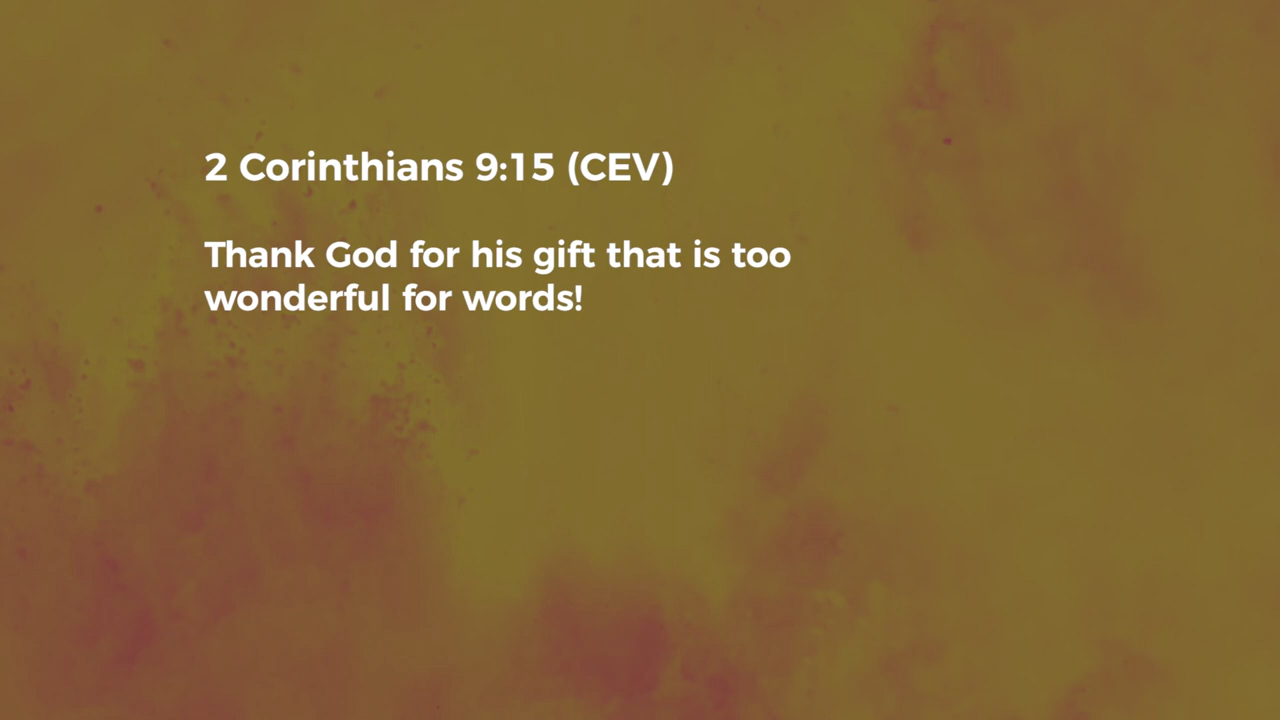 2 Corinthians 9:15 (CEV)
Thank God for his gift that is too
wonderful for words!